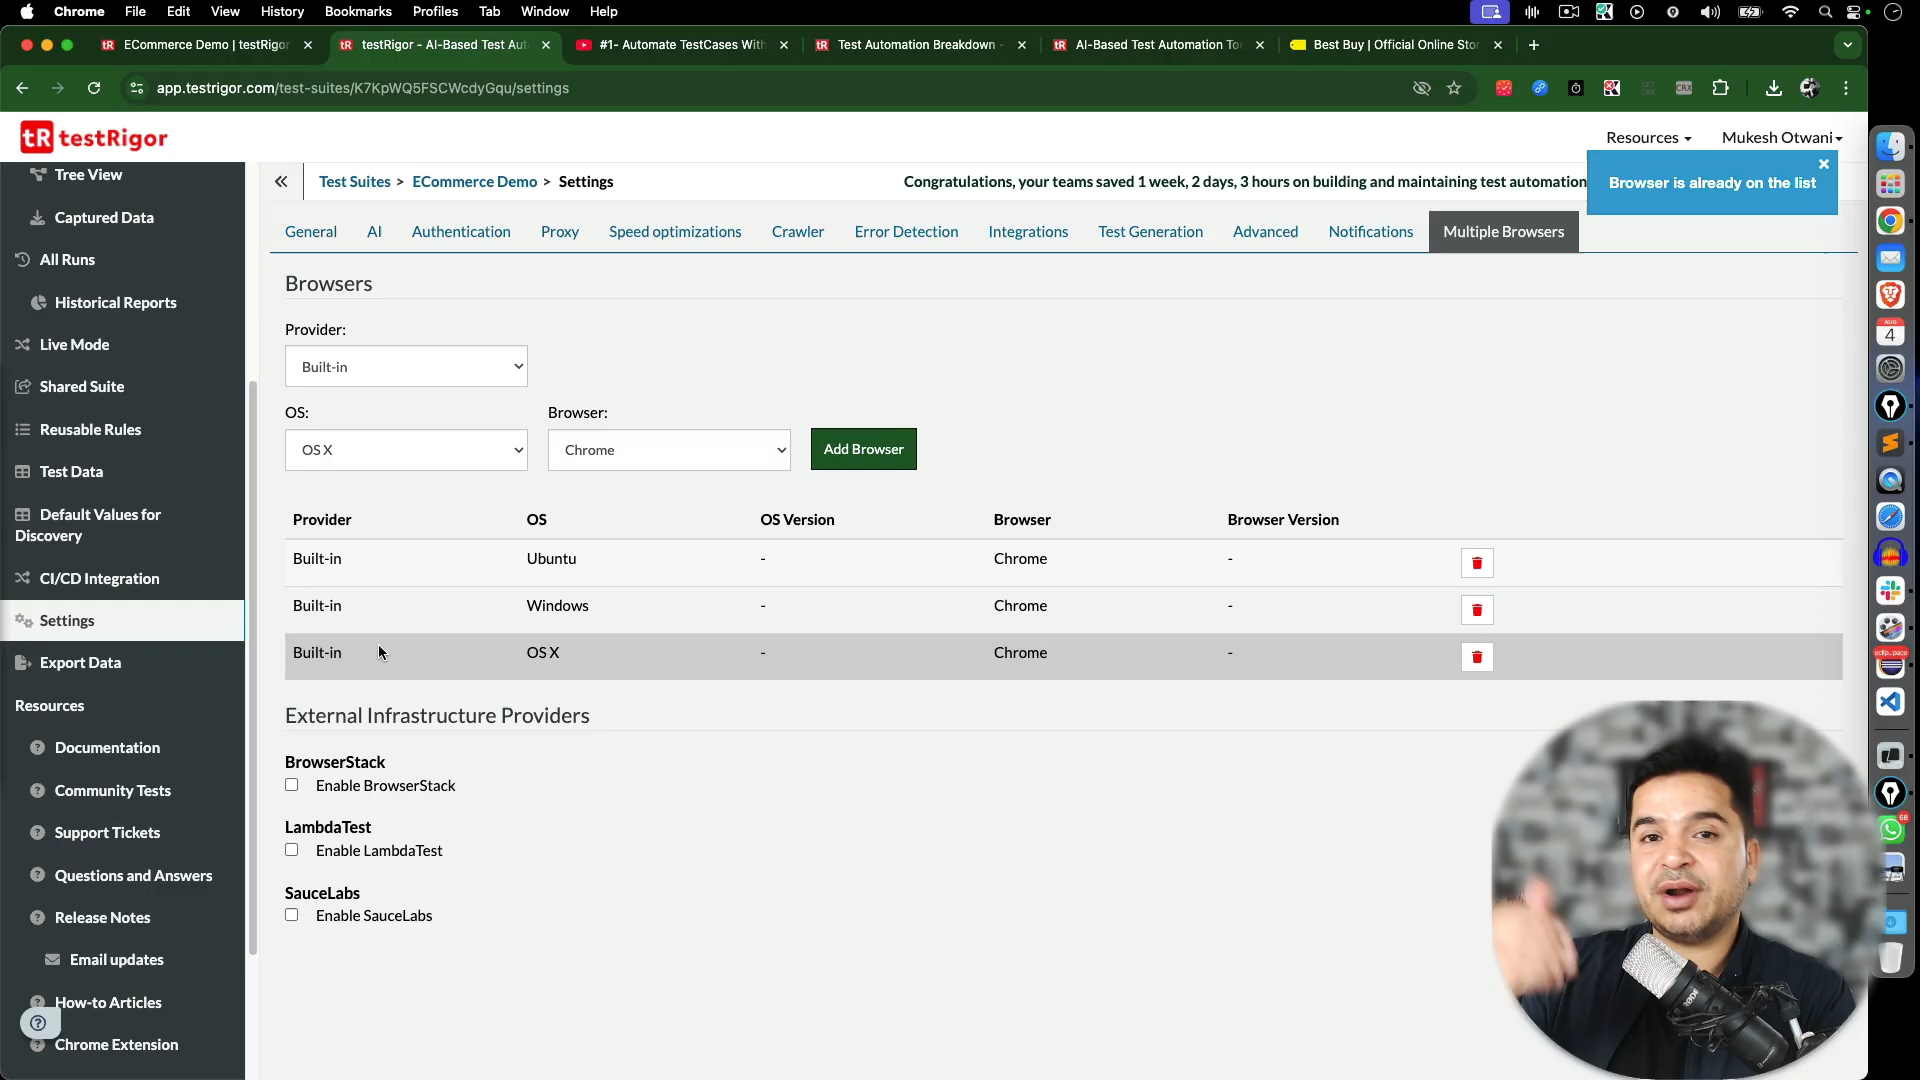 Chrome File Edit View History Bookmarks Profiles Tab Window Help
ECommerce Demo | testRigor
testRigor - AI-Based Test Aut
#1- Automate TestCases With
Test Automation Breakdown -
AI-Based Test Automation To
Best Buy | Official Online Stor
app.testrigor.com/test-suites/K7KpWQ5FSCWcdyGqu/settings
GET CRX
CRX
tR testRigor
Resources
Mukesh Otwani
Browser is already on the list
Test Suites > ECommerce Demo > Settings
Congratulations, your teams saved 1 week, 2 days, 3 hours on building and maintaining test automation
General AI Authentication Proxy Speed optimizations Crawler Error Detection Integrations Test Generation Advanced Notifications Multiple Browsers
Tree View
Captured Data
All Runs
Historical Reports
Live Mode
Shared Suite
Reusable Rules
Test Data
Default Values for
Discovery
CI/CD Integration
Settings
Export Data
Resources
Documentation
Community Tests
Support Tickets
Questions and Answers
Release Notes
Email updates
How-to Articles
Chrome Extension
Browsers
Provider:
Built-in
OS: Browser:
OS X Chrome Add Browser
Provider OS OS Version Browser Browser Version
Built-in Ubuntu - Chrome -
Built-in Windows - Chrome -
Built-in OS X - Chrome -
External Infrastructure Providers
BrowserStack
Enable BrowserStack
LambdaTest
Enable LambdaTest
SauceLabs
Enable SauceLabs
AUG
4
68
RØDE